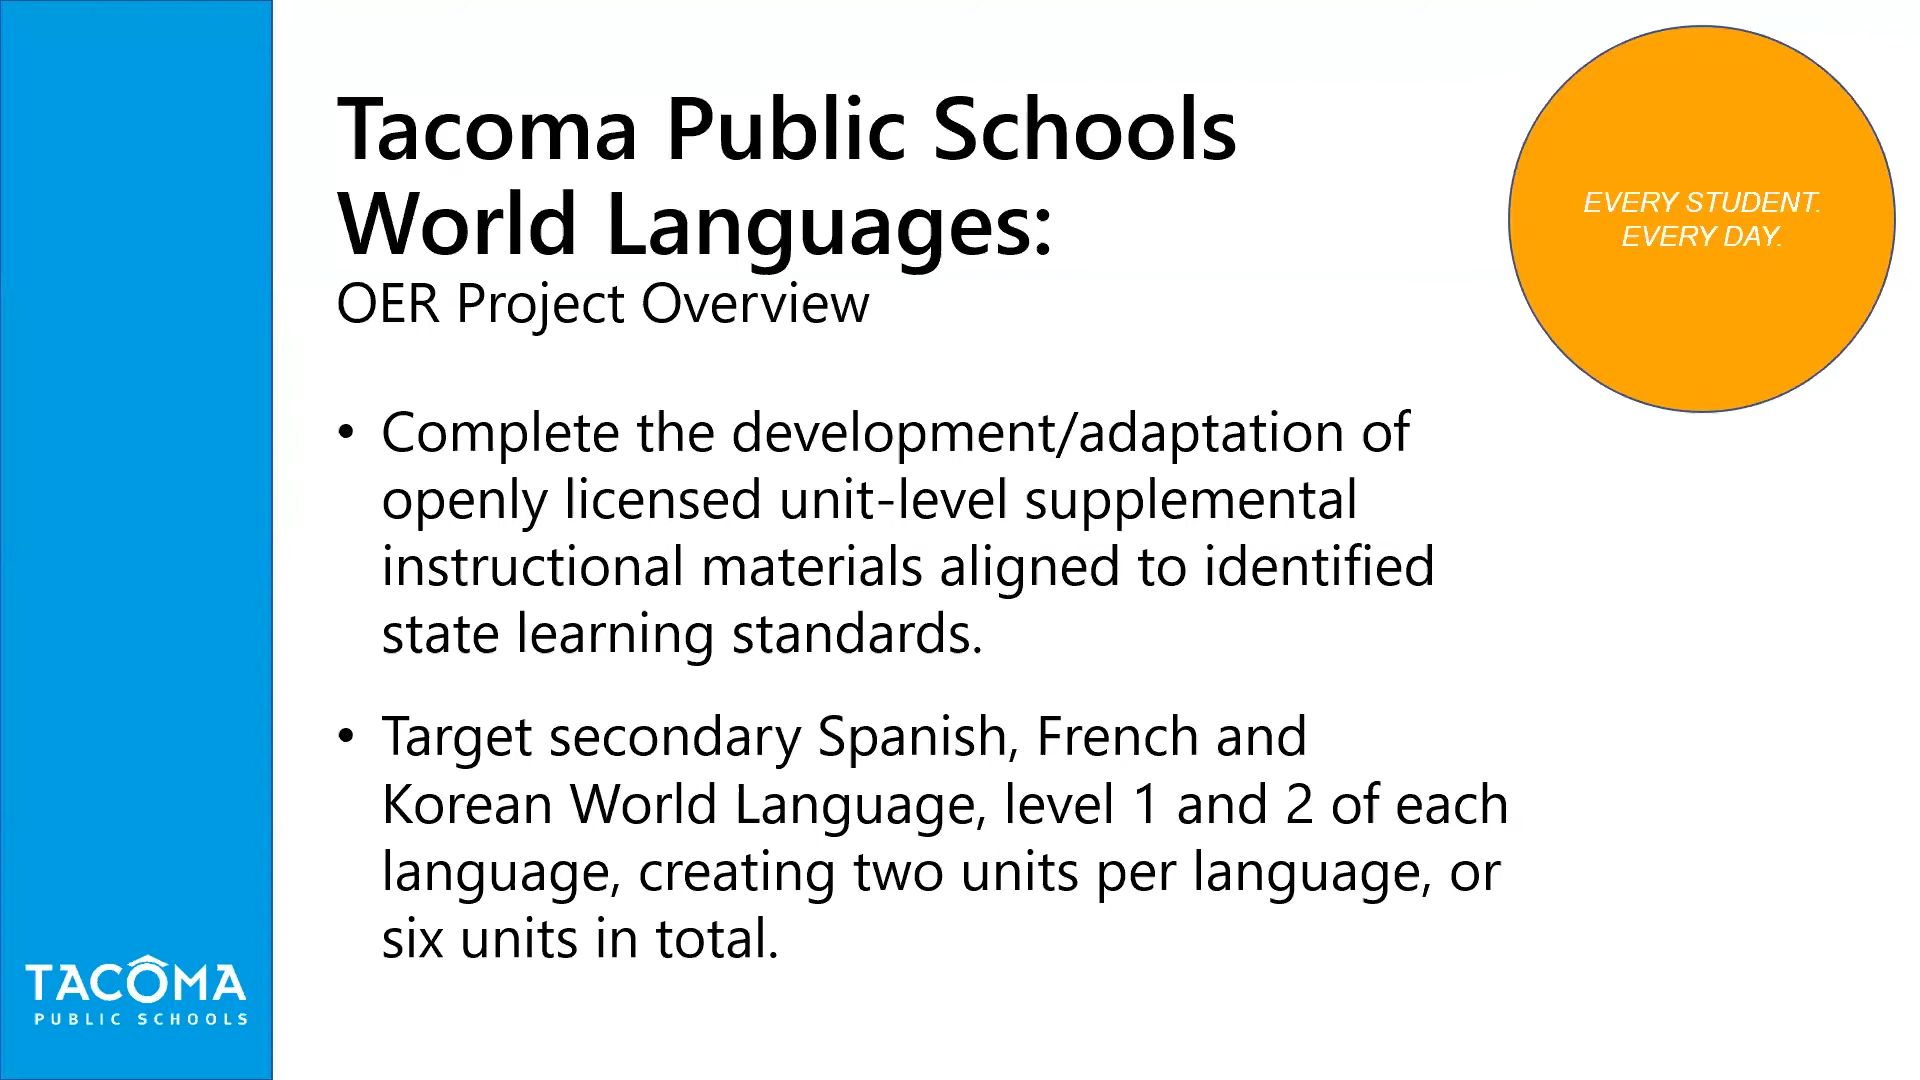 Tacoma Public Schools
World Languages:
OER Project Overview
EVERY STUDENT.
EVERY DAY.
• Complete the development/adaptation of
openly licensed unit-level supplemental
instructional materials aligned to identified
state learning standards.
• Target secondary Spanish, French and
Korean World Language, level 1 and 2 of each
language, creating two units per language, or
six units in total.
TACOMA
PUBLIC SCHOOLS